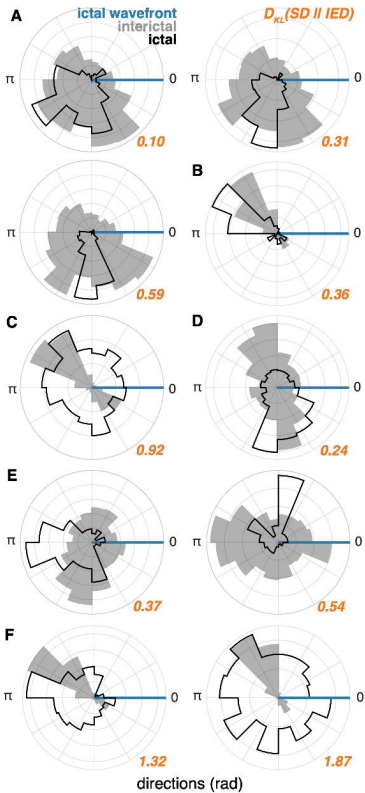 A ictal wavefront D_KL(SD // IED)
interictal
ictal
π 0 π 0
0.10 0.31
B
π 0 π 0
0.59 0.36
C D
π 0 π 0
0.92 0.24
E
π 0 π 0
0.37 0.54
F
π 0 π 0
1.32 1.87
directions (rad)